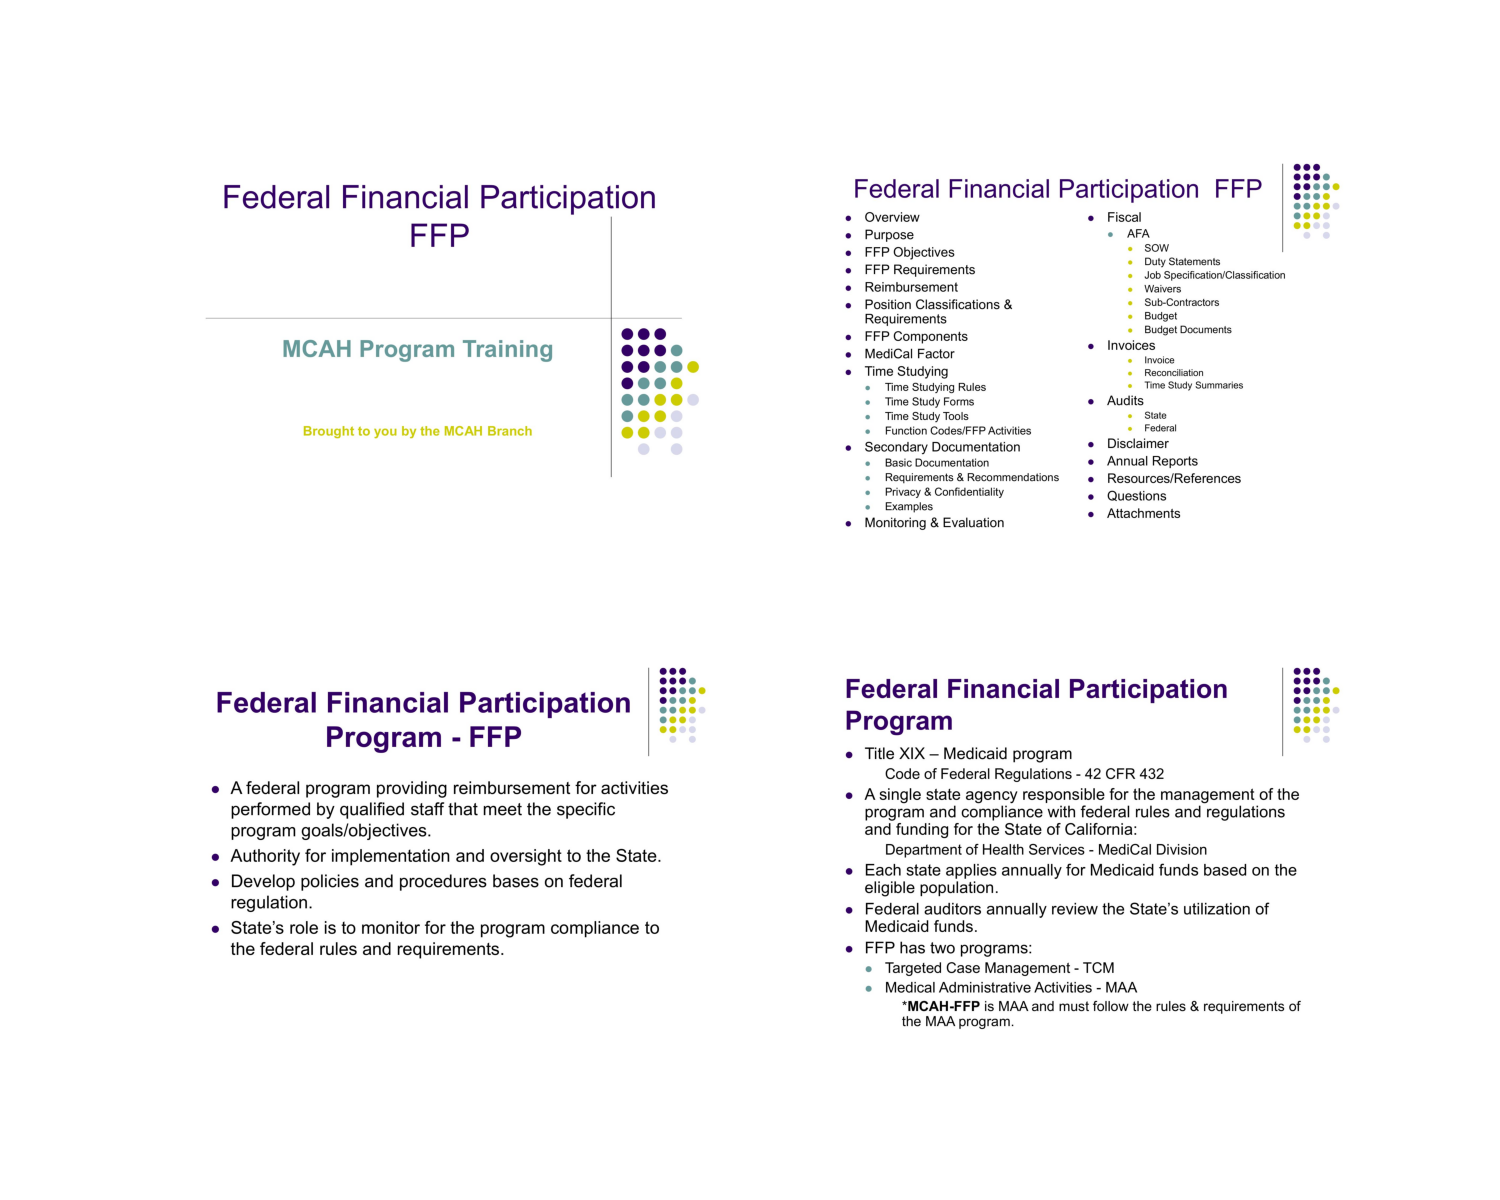 Federal Financial Participation
FFP
MCAH Program Training
Brought to you by the MCAH Branch
Federal Financial Participation  FFP
● Overview
● Purpose
● FFP Objectives
● FFP Requirements
● Reimbursement
● Position Classifications &
Requirements
● FFP Components
● MediCal Factor
● Time Studying
● Time Studying Rules
● Time Study Forms
● Time Study Tools
● Function Codes/FFP Activities
● Secondary Documentation
● Basic Documentation
● Requirements & Recommendations
● Privacy & Confidentiality
● Examples
● Monitoring & Evaluation
● Fiscal
● AFA
● SOW
● Duty Statements
● Job Specification/Classification
● Waivers
● Sub-Contractors
● Budget
● Budget Documents
● Invoices
● Invoice
● Reconciliation
● Time Study Summaries
● Audits
● State
● Federal
● Disclaimer
● Annual Reports
● Resources/References
● Questions
● Attachments
Federal Financial Participation
Program - FFP
● A federal program providing reimbursement for activities
performed by qualified staff that meet the specific
program goals/objectives.
● Authority for implementation and oversight to the State.
● Develop policies and procedures bases on federal
regulation.
● State’s role is to monitor for the program compliance to
the federal rules and requirements.
Federal Financial Participation
Program
● Title XIX – Medicaid program
Code of Federal Regulations - 42 CFR 432
● A single state agency responsible for the management of the
program and compliance with federal rules and regulations
and funding for the State of California:
Department of Health Services - MediCal Division
● Each state applies annually for Medicaid funds based on the
eligible population.
● Federal auditors annually review the State’s utilization of
Medicaid funds.
● FFP has two programs:
● Targeted Case Management - TCM
● Medical Administrative Activities - MAA
*MCAH-FFP is MAA and must follow the rules & requirements of
the MAA program.